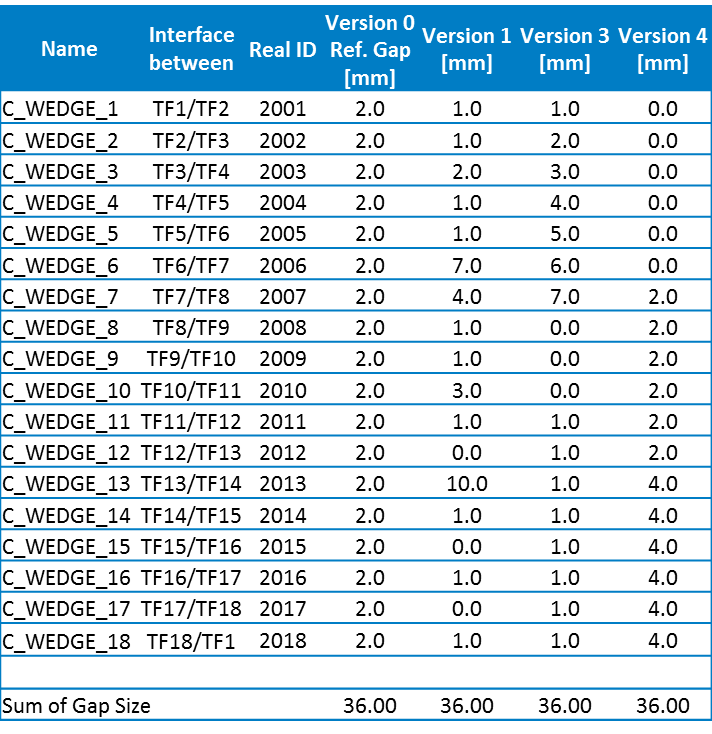 Name Interface between Real ID Version 0 Ref. Gap [mm] Version 1 [mm] Version 3 [mm] Version 4 [mm]
C_WEDGE_1 TF1/TF2 2001 2.0 1.0 1.0 0.0
C_WEDGE_2 TF2/TF3 2002 2.0 1.0 2.0 0.0
C_WEDGE_3 TF3/TF4 2003 2.0 2.0 3.0 0.0
C_WEDGE_4 TF4/TF5 2004 2.0 1.0 4.0 0.0
C_WEDGE_5 TF5/TF6 2005 2.0 1.0 5.0 0.0
C_WEDGE_6 TF6/TF7 2006 2.0 7.0 6.0 0.0
C_WEDGE_7 TF7/TF8 2007 2.0 4.0 7.0 2.0
C_WEDGE_8 TF8/TF9 2008 2.0 1.0 0.0 2.0
C_WEDGE_9 TF9/TF10 2009 2.0 1.0 0.0 2.0
C_WEDGE_10 TF10/TF11 2010 2.0 3.0 0.0 2.0
C_WEDGE_11 TF11/TF12 2011 2.0 1.0 1.0 2.0
C_WEDGE_12 TF12/TF13 2012 2.0 0.0 1.0 2.0
C_WEDGE_13 TF13/TF14 2013 2.0 10.0 1.0 4.0
C_WEDGE_14 TF14/TF15 2014 2.0 1.0 1.0 4.0
C_WEDGE_15 TF15/TF16 2015 2.0 0.0 1.0 4.0
C_WEDGE_16 TF16/TF17 2016 2.0 1.0 1.0 4.0
C_WEDGE_17 TF17/TF18 2017 2.0 0.0 1.0 4.0
C_WEDGE_18 TF18/TF1 2018 2.0 1.0 1.0 4.0
Sum of Gap Size 36.00 36.00 36.00 36.00